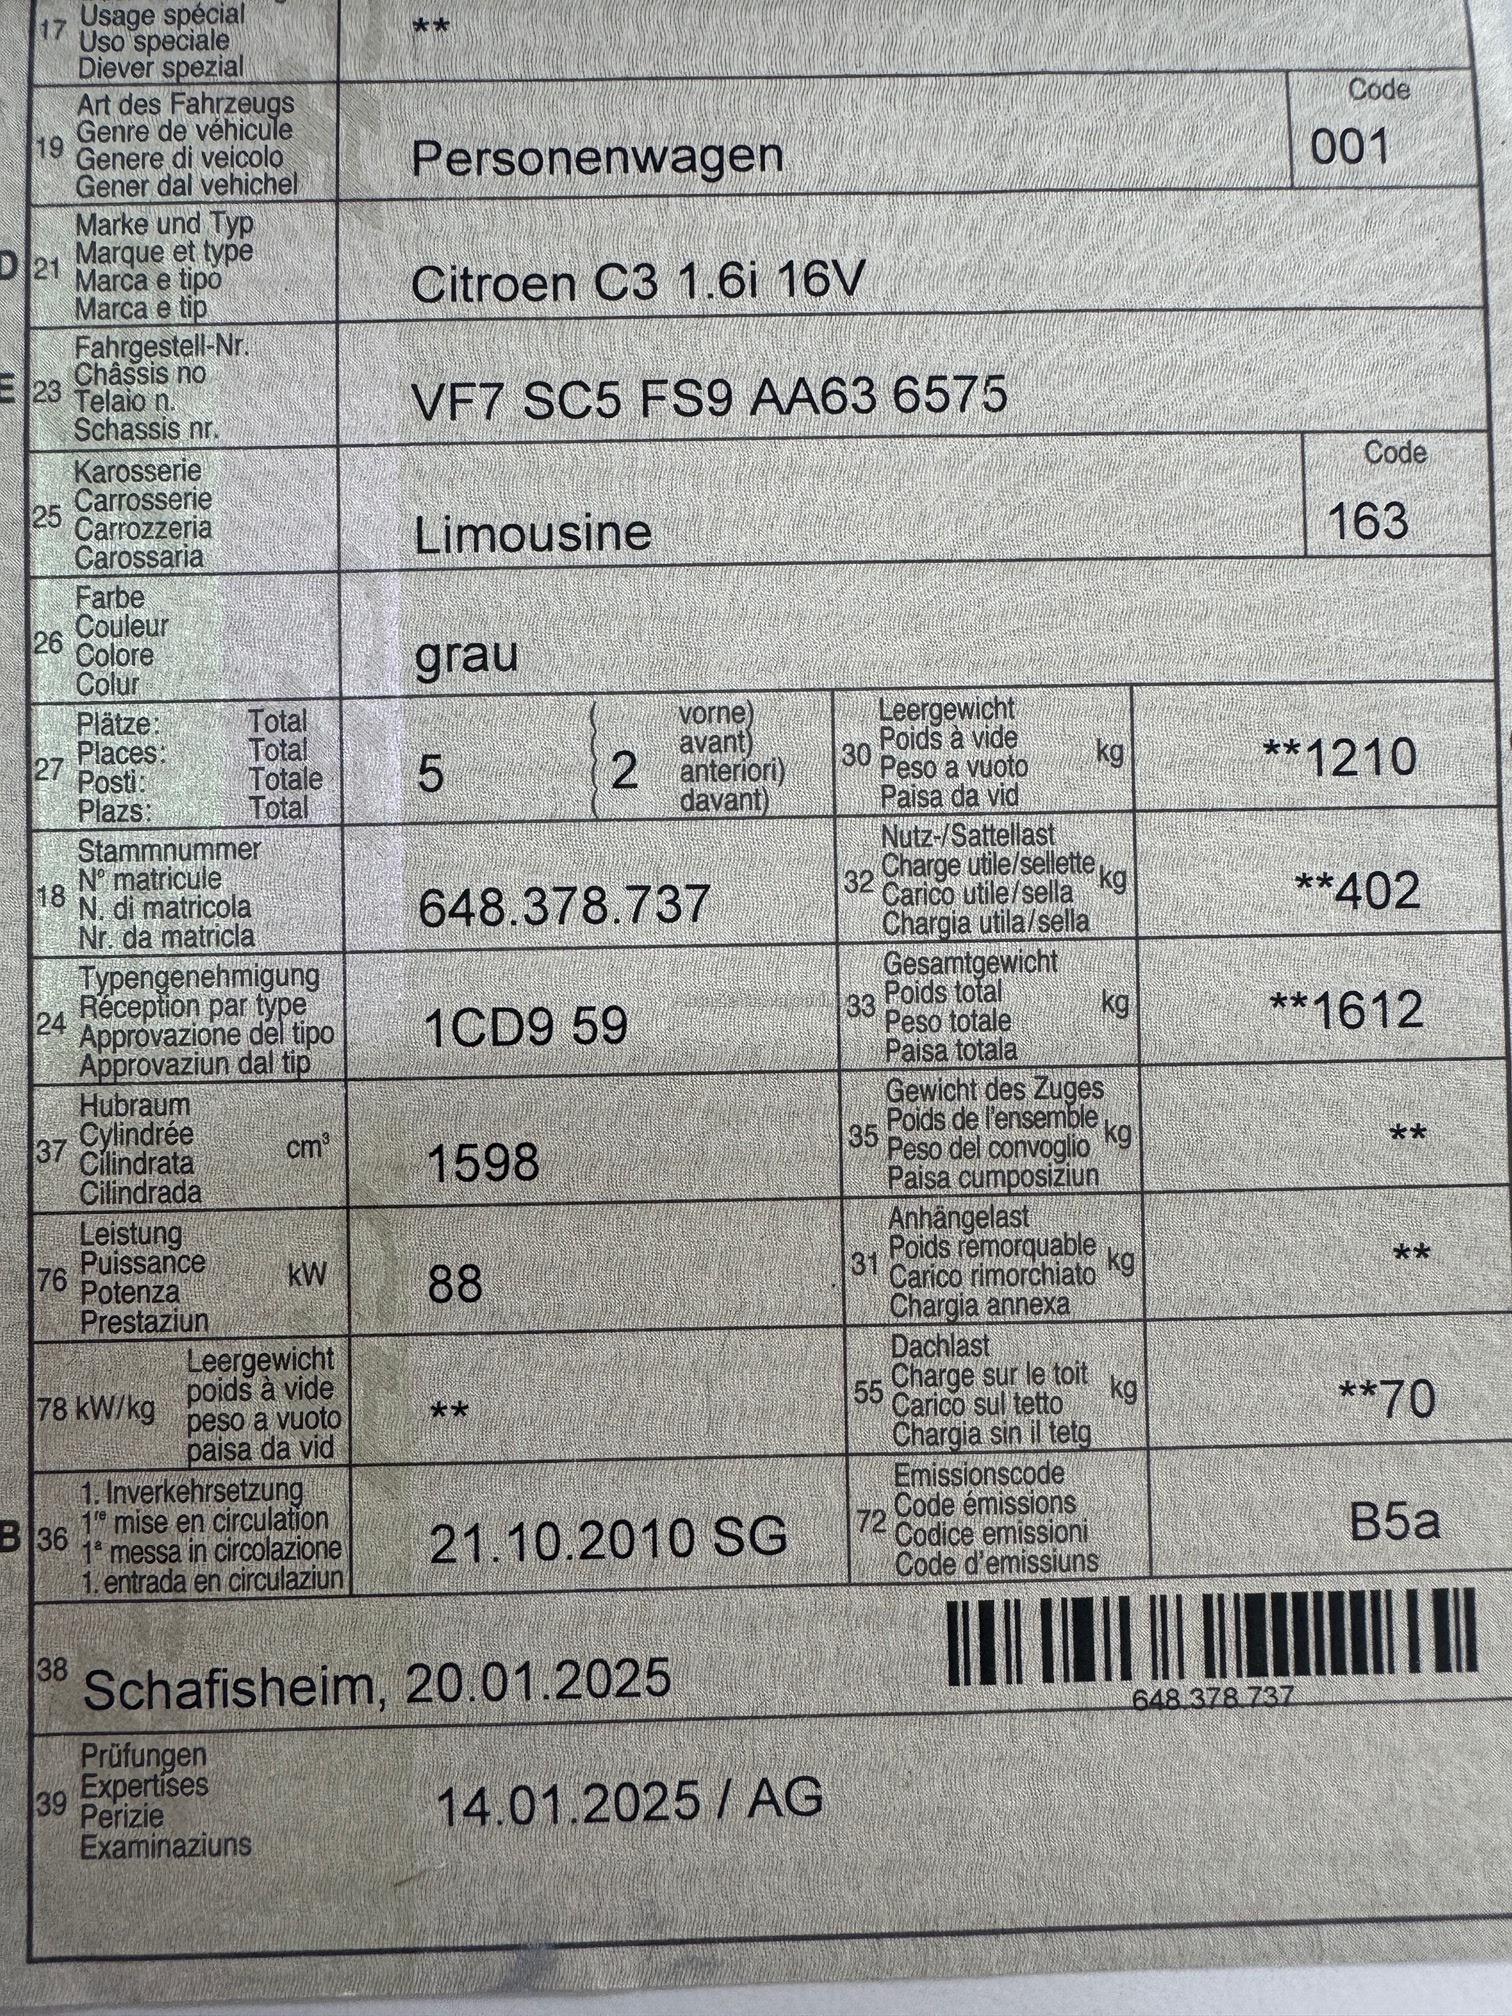 17 Usage spécial
Uso speciale
Diever spezial
**
19 Art des Fahrzeugs
Genre de véhicule
Genere di veicolo
Gener dal vehichel
Personenwagen
Code
001
D 21 Marke und Typ
Marque et type
Marca e tipo
Marca e tip
Citroen C3 1.6i 16V
E 23 Fahrgestell-Nr.
Châssis no
Telaio n.
Schassis nr.
VF7 SC5 FS9 AA63 6575
25 Karosserie
Carrosserie
Carrozzeria
Carossaria
Limousine
Code
163
26 Farbe
Couleur
Colore
Colur
grau
27 Plätze: Total
Places: Total
Posti: Totale
Plazs: Total
5 2
vorne)
avant)
anteriori)
davant)
30 Leergewicht
Poids à vide
Peso a vuoto
Paisa da vid
kg
**1210
18 Stammnummer
N° matricule
N. di matricola
Nr. da matricla
648.378.737
32 Nutz-/Sattellast
Charge utile/sellette
Carico utile/sella
Chargia utila/sella
kg
**402
24 Typengenehmigung
Réception par type
Approvazione del tipo
Approvaziun dal tip
1CD9 59
33 Gesamtgewicht
Poids total
Peso totale
Paisa totala
kg
**1612
37 Hubraum
Cylindrée
Cilindrata
Cilindrada
cm³
1598
35 Gewicht des Zuges
Poids de l'ensemble
Peso del convoglio
Paisa cumposiziun
kg
**
76 Leistung
Puissance
Potenza
Prestaziun
kW
88
31 Anhängelast
Poids remorquable
Carico rimorchiato
Chargia annexa
kg
**
78 kW/kg
Leergewicht
poids à vide
peso a vuoto
paisa da vid
**
55 Dachlast
Charge sur le toit
Carico sul tetto
Chargia sin il tetg
kg
**70
B 36 1. Inverkehrsetzung
1re mise en circulation
1a messa in circolazione
1. entrada en circulaziun
21.10.2010 SG
72 Emissionscode
Code émissions
Codice emissioni
Code d'emissiuns
B5a
38 Schafisheim, 20.01.2025
648.378.737
39 Prüfungen
Expertises
Perizie
Examinaziuns
14.01.2025 / AG